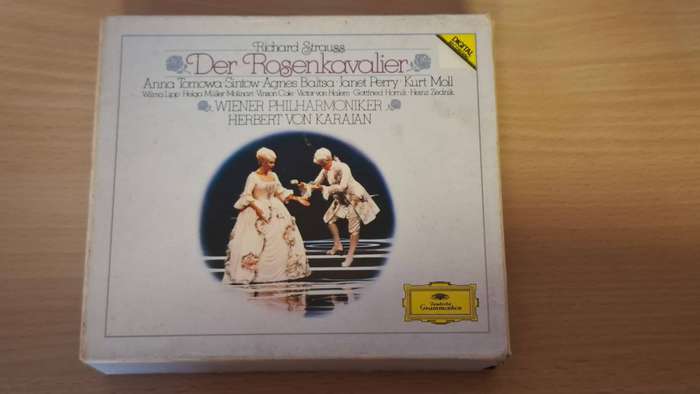 DIGITAL
Richard Strauss
Der Rosenkavalier
Anna Tomowa Sintow · Agnes Baltsa · Janet Perry · Kurt Moll
Wilma Lipp · Helga Müller Molinari · Vinson Cole · Victor von Halem · Gottfried Hornik · Heinz Zednik
WIENER PHILHARMONIKER
HERBERT VON KARAJAN
Deutsche
Grammophon